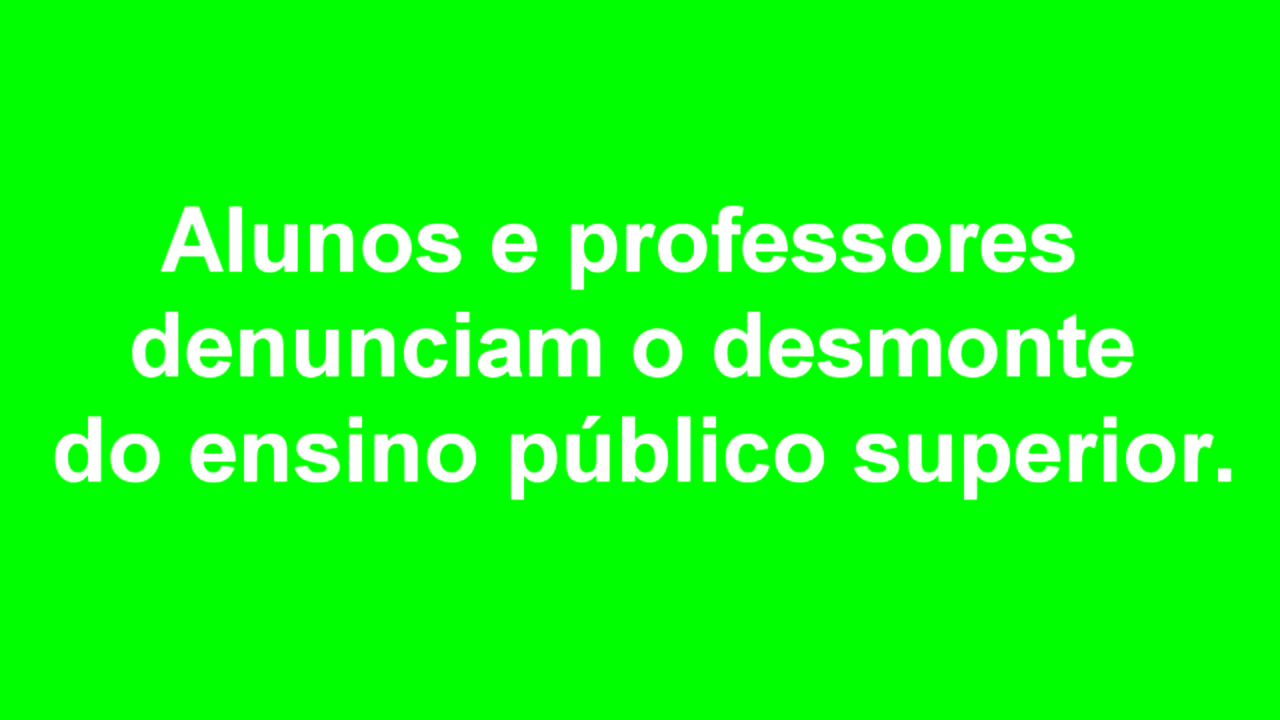 Alunos e professores
denunciam o desmonte
do ensino público superior.